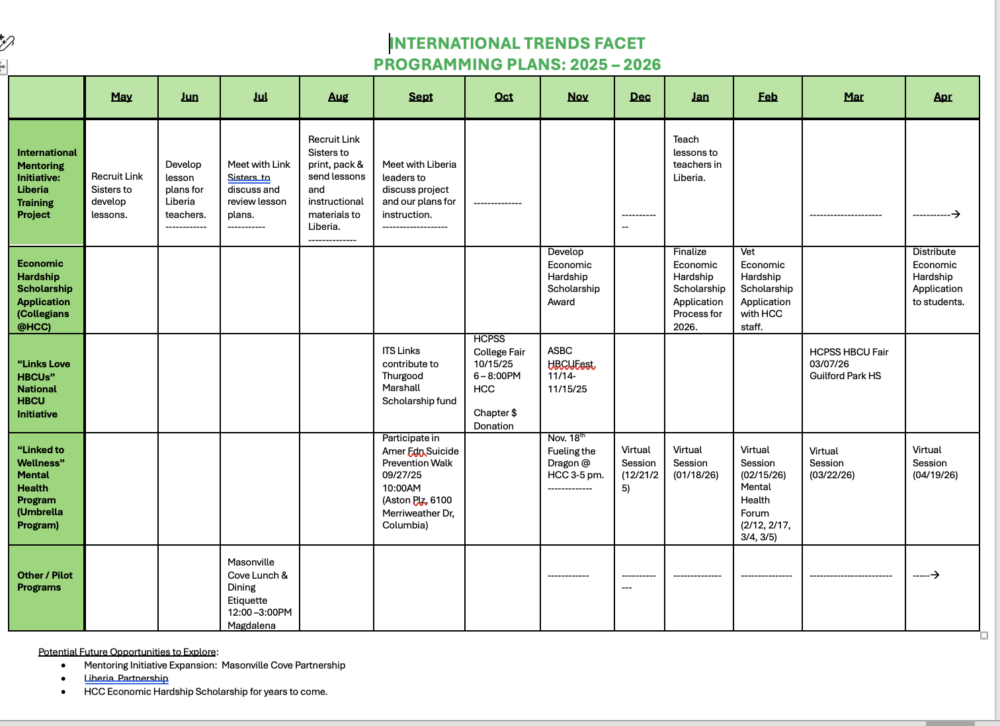 INTERNATIONAL TRENDS FACET
PROGRAMMING PLANS: 2025 – 2026
May
Jun
Jul
Aug
Sept
Oct
Nov
Dec
Jan
Feb
Mar
Apr
International
Mentoring
Initiative:
Liberia
Training
Project
Recruit Link
Sisters to
develop
lessons.
Develop
lesson
plans for
Liberia
teachers.
------------
Meet with Link
Sisters  to
discuss and
review lesson
plans.
-----------
Recruit Link
Sisters to
print, pack &
send lessons
and
instructional
materials to
Liberia.
--------------
Meet with Liberia
leaders to
discuss project
and our plans for
instruction.
-------------------
--------------
----------
--
Teach
lessons to
teachers in
Liberia.
---------------------
-----------→
Economic
Hardship
Scholarship
Application
(Collegians
@HCC)
Develop
Economic
Hardship
Scholarship
Award
Finalize
Economic
Hardship
Scholarship
Application
Process for
2026.
Vet
Economic
Hardship
Scholarship
Application
with HCC
staff.
Distribute
Economic
Hardship
Application
to students.
“Links Love
HBCUs”
National
HBCU
Initiative
ITS Links
contribute to
Thurgood
Marshall
Scholarship fund
HCPSS
College Fair
10/15/25
6 – 8:00PM
HCC
Chapter $
Donation
ASBC
HBCUFest
11/14-
11/15/25
HCPSS HBCU Fair
03/07/26
Guilford Park HS
“Linked to
Wellness”
Mental
Health
Program
(Umbrella
Program)
Participate in
Amer Fdn Suicide
Prevention Walk
09/27/25
10:00AM
(Aston Plz, 6100
Merriweather Dr,
Columbia)
Nov. 18th
Fueling the
Dragon @
HCC 3-5 pm.
-------------
Virtual
Session
(12/21/2
5)
Virtual
Session
(01/18/26)
Virtual
Session
(02/15/26)
Mental
Health
Forum
(2/12, 2/17,
3/4, 3/5)
Virtual
Session
(03/22/26)
Virtual
Session
(04/19/26)
Other / Pilot
Programs
Masonville
Cove Lunch &
Dining
Etiquette
12:00 –3:00PM
Magdalena
------------
----------
---
--------------
---------------
------------------------
-----→
Potential Future Opportunities to Explore:
• Mentoring Initiative Expansion:  Masonville Cove Partnership
• Liberia  Partnership
• HCC Economic Hardship Scholarship for years to come.